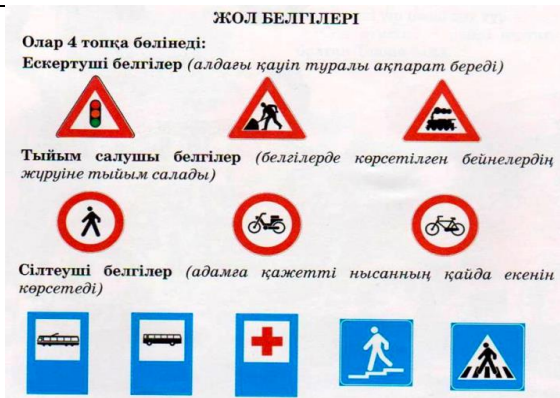 ЖОЛ БЕЛГІЛЕРІ
Олар 4 топқа бөлінеді:
Ескертуші белгілер (алдағы қауіп туралы ақпарат береді)
Тыйым салушы белгілер (белгілерде көрсетілген бейнелердің
жүруіне тыйым салады)
Сілтеуші белгілер (адамға қажетті нысанның қайда екенін
көрсетеді)